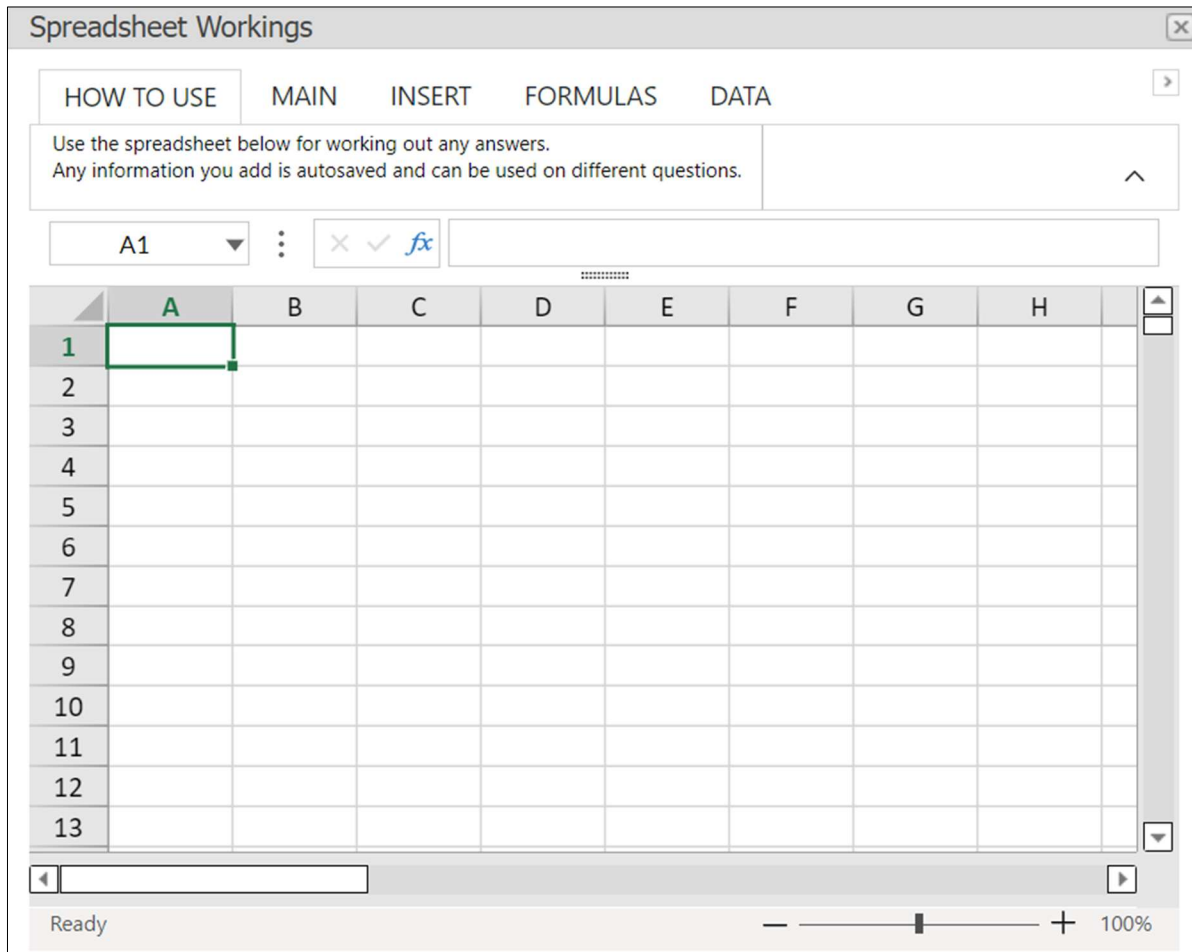 Spreadsheet Workings
HOW TO USE MAIN INSERT FORMULAS DATA
Use the spreadsheet below for working out any answers.
Any information you add is autosaved and can be used on different questions.
A1 fx
A B C D E F G H
1
2
3
4
5
6
7
8
9
10
11
12
13
Ready 100%